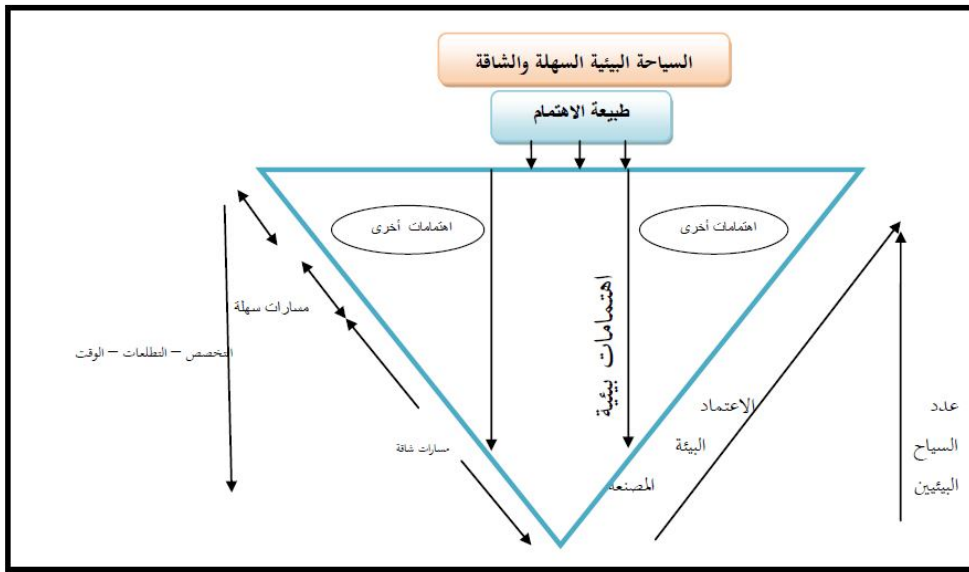 السياحة البيئية السهلة والشاقة
طبيعة الاهتمام
اهتمامات أخرى
اهتمامات أخرى
اهتمامات بيئية
مسارات سهلة
التخصص – التطلعات – الوقت
مسارات شاقة
الاعتماد
البيئة
المصنعة
عدد
السياح
البيئيين